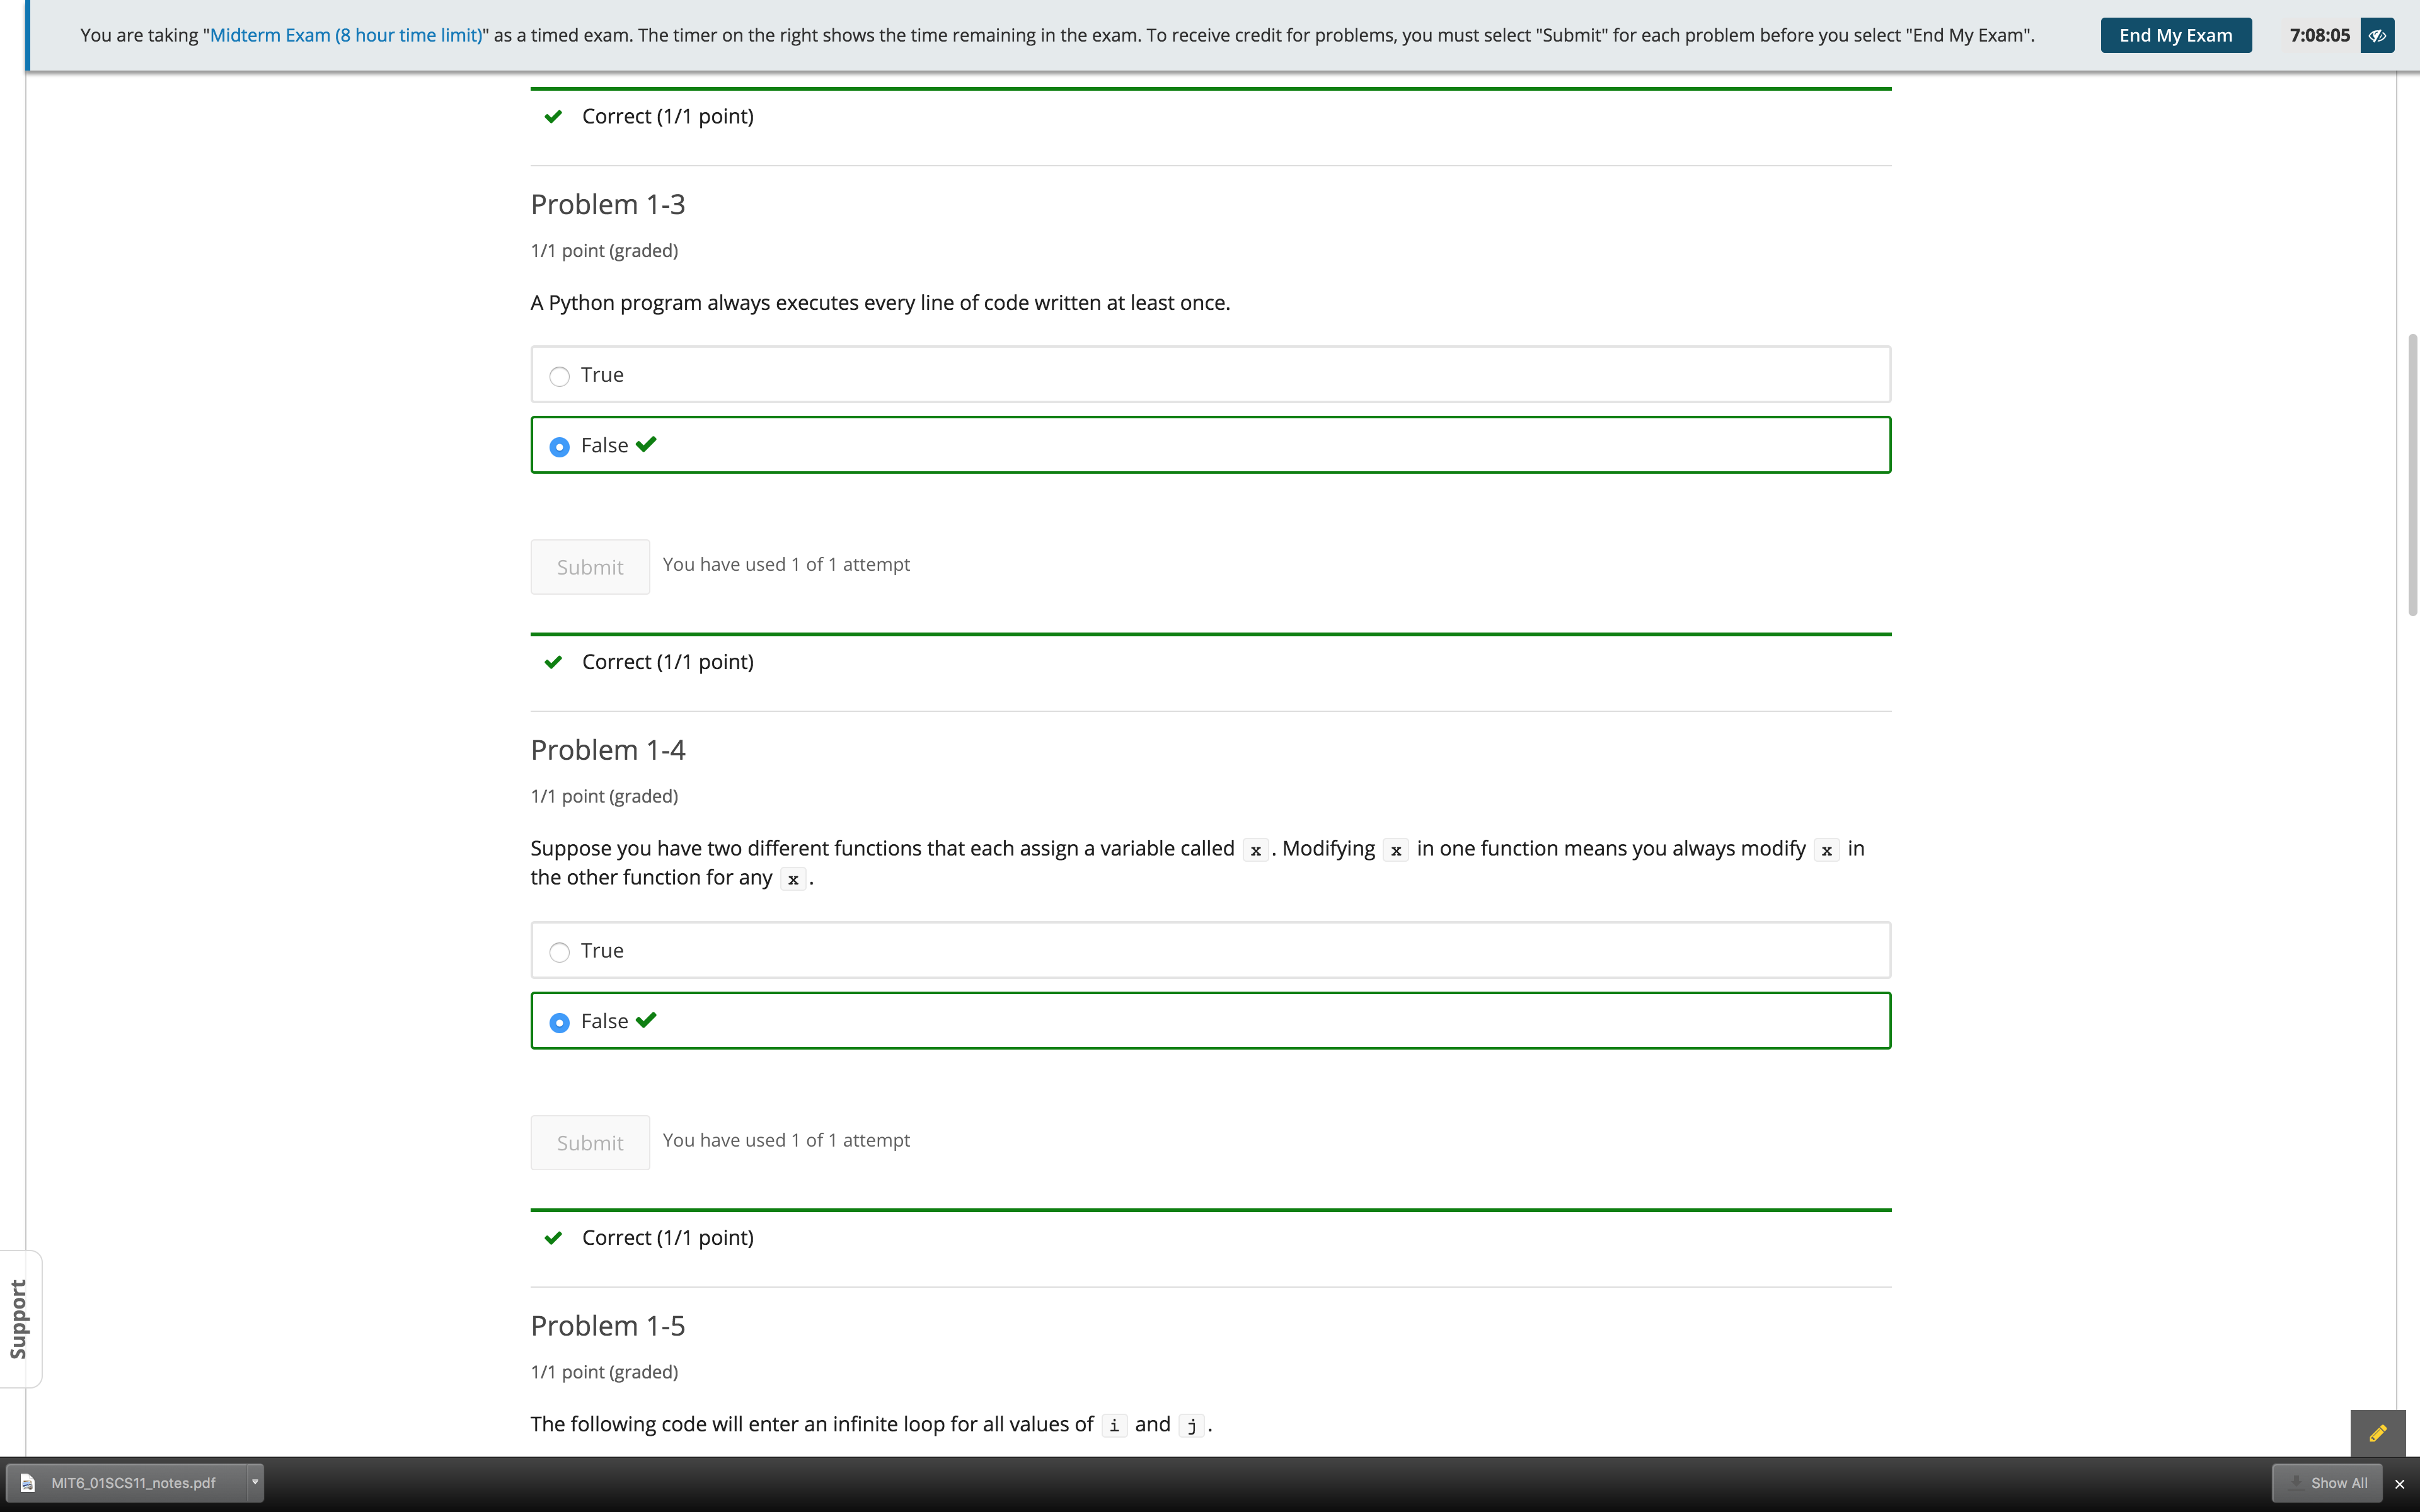 You are taking "Midterm Exam (8 hour time limit)" as a timed exam. The timer on the right shows the time remaining in the exam. To receive credit for problems, you must select "Submit" for each problem before you select "End My Exam".
End My Exam
7:08:05
Correct (1/1 point)
Problem 1-3
1/1 point (graded)
A Python program always executes every line of code written at least once.
True
False
Submit
You have used 1 of 1 attempt
Correct (1/1 point)
Problem 1-4
1/1 point (graded)
Suppose you have two different functions that each assign a variable called x. Modifying x in one function means you always modify x in
the other function for any x.
True
False
Submit
You have used 1 of 1 attempt
Correct (1/1 point)
Support
Problem 1-5
1/1 point (graded)
The following code will enter an infinite loop for all values of i and j.
MIT6_01SCS11_notes.pdf
Show All